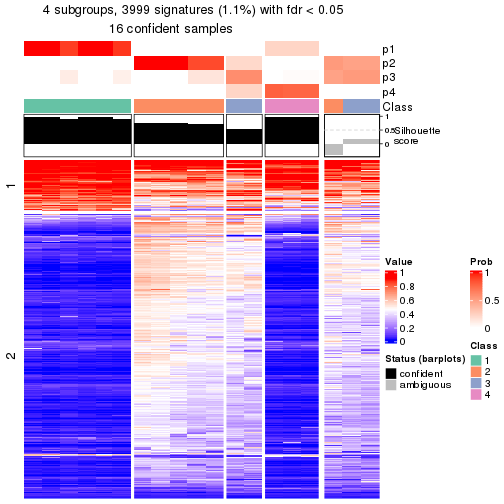 4 subgroups, 3999 signatures (1.1%) with fdr < 0.05
16 confident samples
p1
p2
p3
p4
Class
1
0.5
0
Silhouette
score
1
2
Value
1
0.8
0.6
0.4
0.2
0
Status (barplots)
confident
ambiguous
Prob
1
0.5
0
Class
1
2
3
4